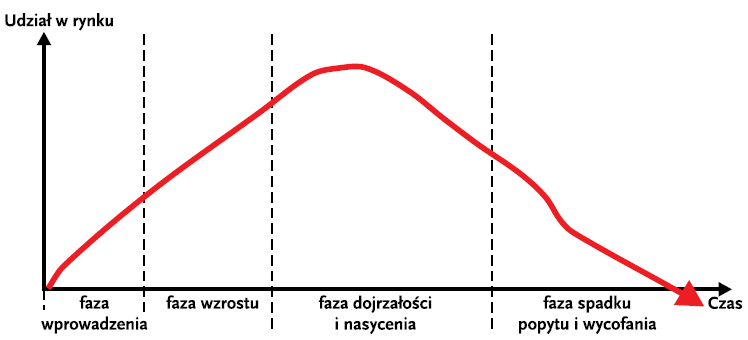 Udział w rynku
faza
wprowadzenia
faza wzrostu
faza dojrzałości
i nasycenia
faza spadku
popytu i wycofania
Czas